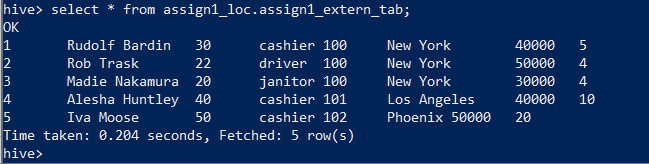 hive> select * from assign1_loc.assign1_extern_tab;
OK
1 Rudolf Bardin 30 cashier 100 New York 40000 5
2 Rob Trask 22 driver 100 New York 50000 4
3 Madie Nakamura 20 janitor 100 New York 30000 4
4 Alesha Huntley 40 cashier 101 Los Angeles 40000 10
5 Iva Moose 50 cashier 102 Phoenix 50000 20
Time taken: 0.204 seconds, Fetched: 5 row(s)
hive>